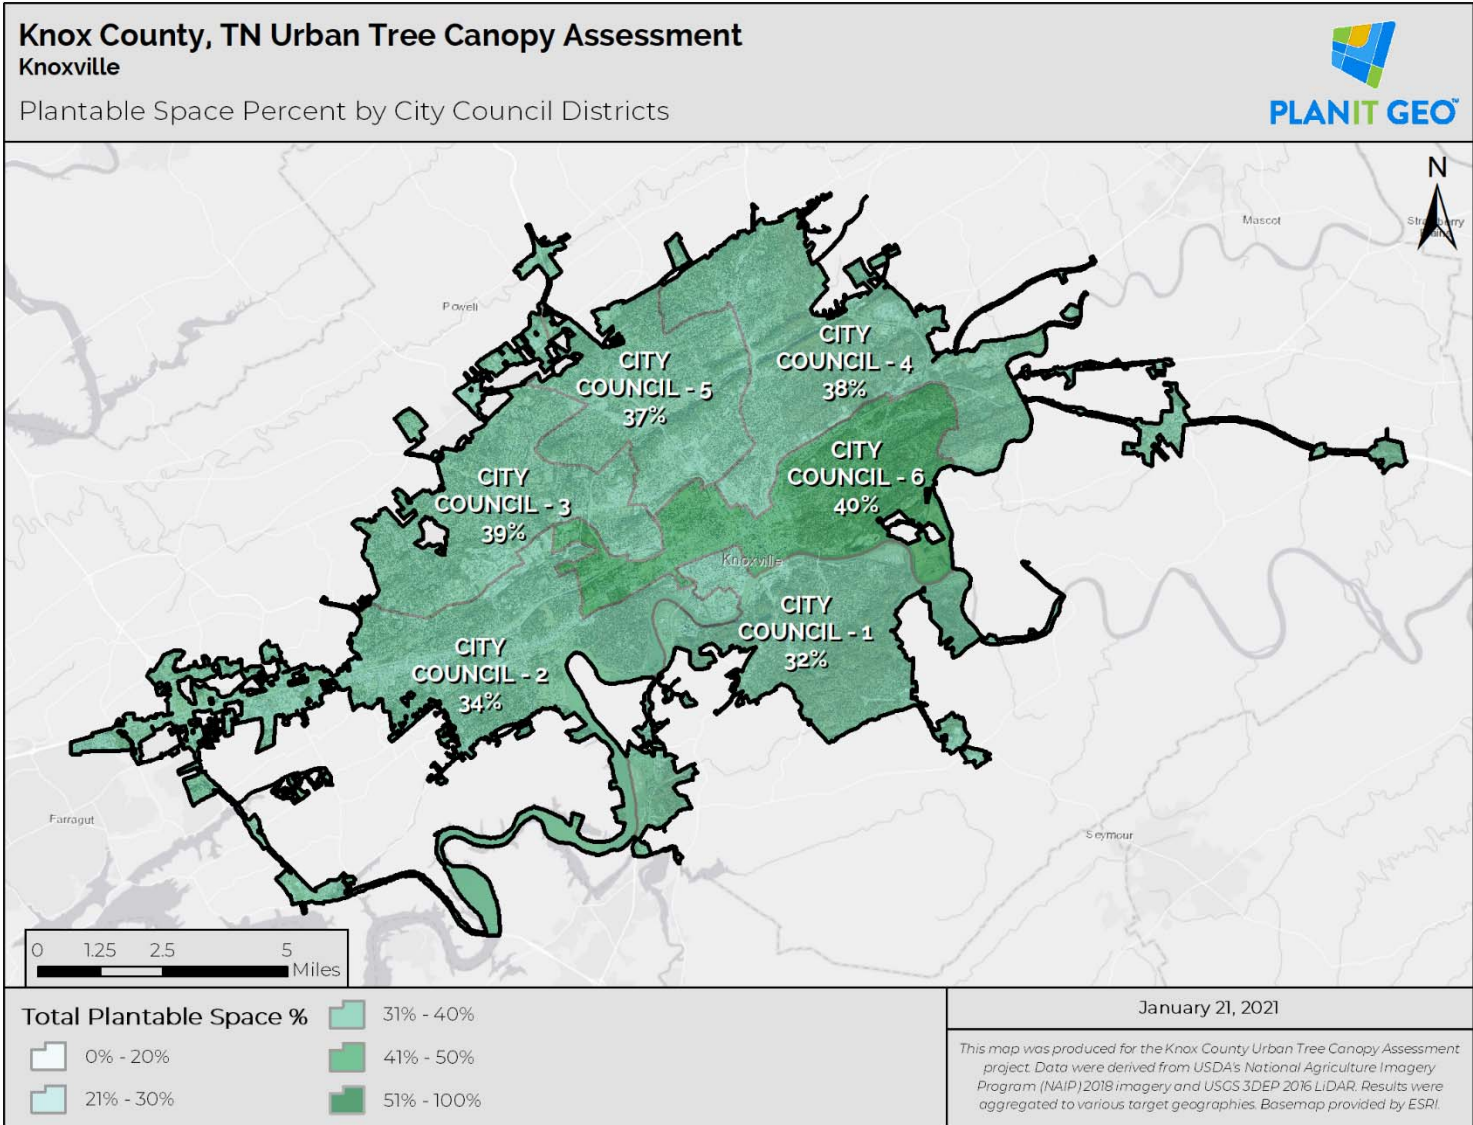 Knox County, TN Urban Tree Canopy Assessment
Knoxville
Plantable Space Percent by City Council Districts
PLANIT GEO™
N
Mascot
Powell
CITY
COUNCIL - 4
38%
CITY
COUNCIL - 5
37%
CITY
COUNCIL - 6
40%
CITY
COUNCIL - 3
39%
Knoxville
CITY
COUNCIL - 1
32%
CITY
COUNCIL - 2
34%
Farragut
Seymour
0 1.25 2.5 5
Miles
Total Plantable Space %
0% - 20%
21% - 30%
31% - 40%
41% - 50%
51% - 100%
January 21, 2021
This map was produced for the Knox County Urban Tree Canopy Assessment
project. Data were derived from USDA's National Agriculture Imagery
Program (NAIP) 2018 imagery and USGS 3DEP 2016 LiDAR. Results were
aggregated to various target geographies. Basemap provided by ESRI.